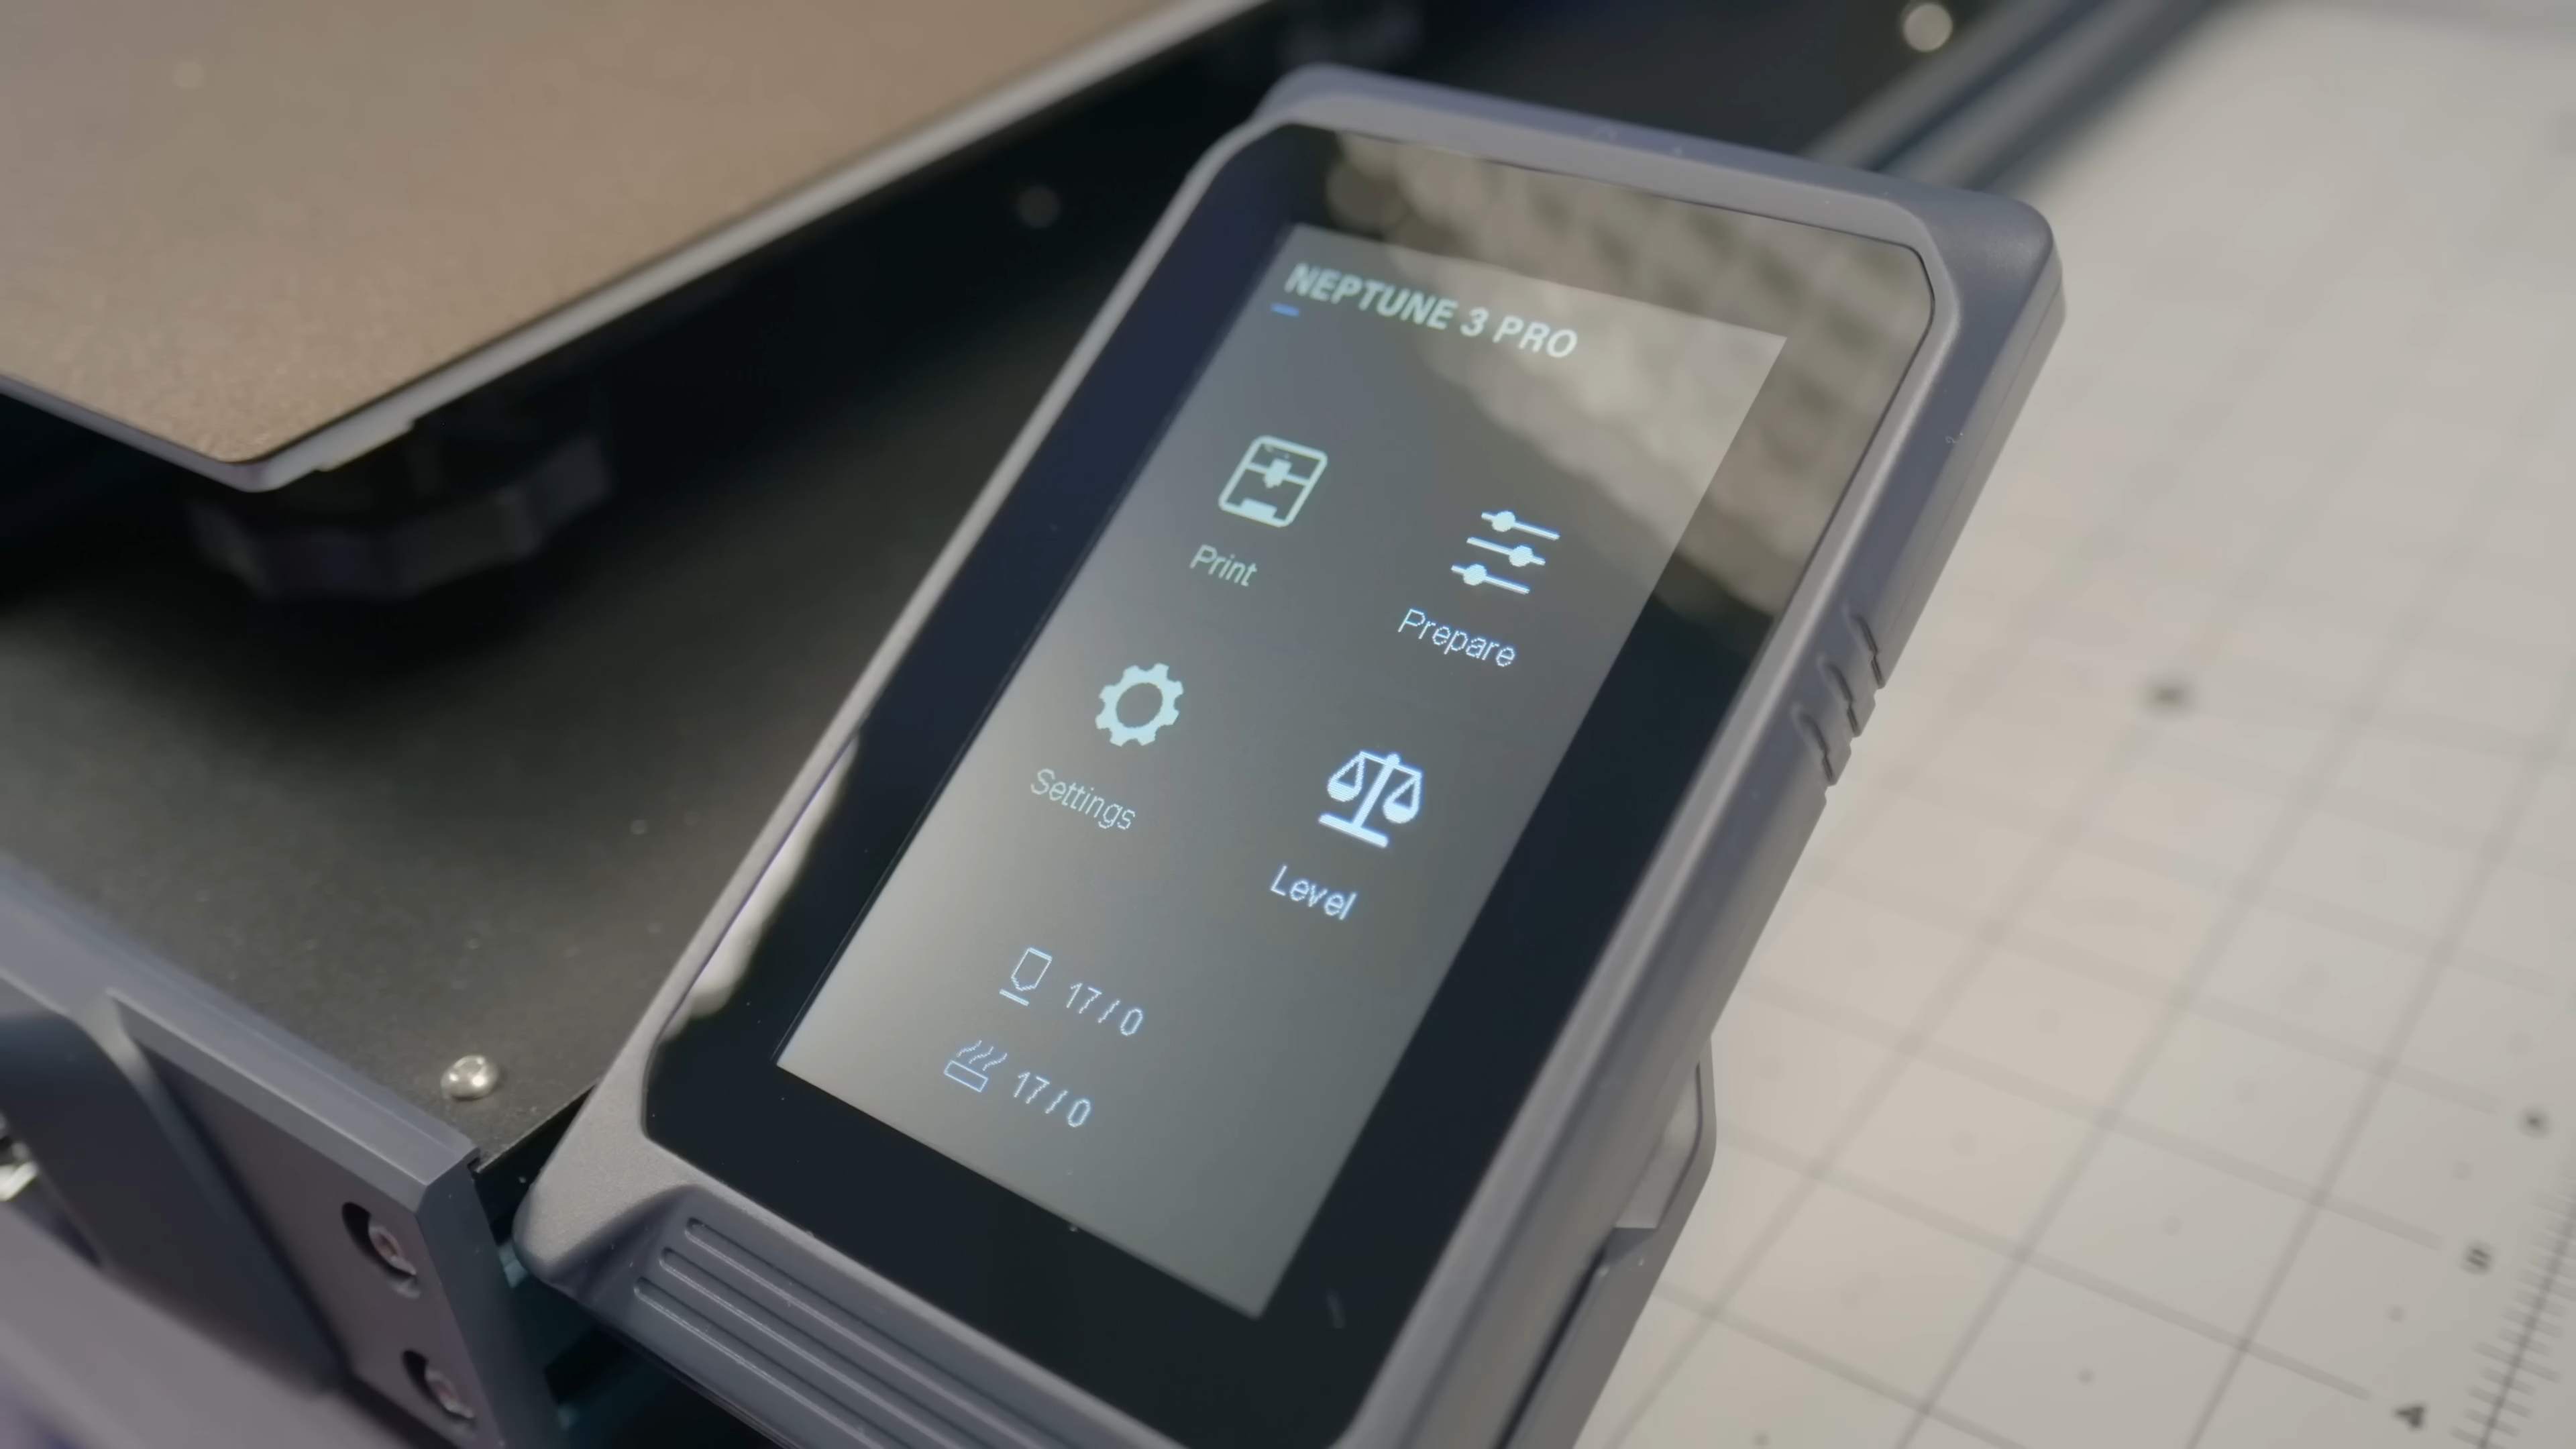 NEPTUNE 3 PRO
Print
Prepare
Settings
Level
17 / 0
17 / 0